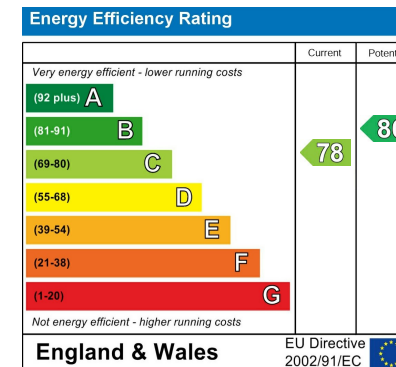 Energy Efficiency Rating
Current
Very energy efficient - lower running costs
(92 plus) A
(81-91) B
(69-80) C
78
(55-68) D
(39-54) E
(21-38) F
(1-20) G
Not energy efficient - higher running costs
England & Wales
EU Directive
2002/91/EC